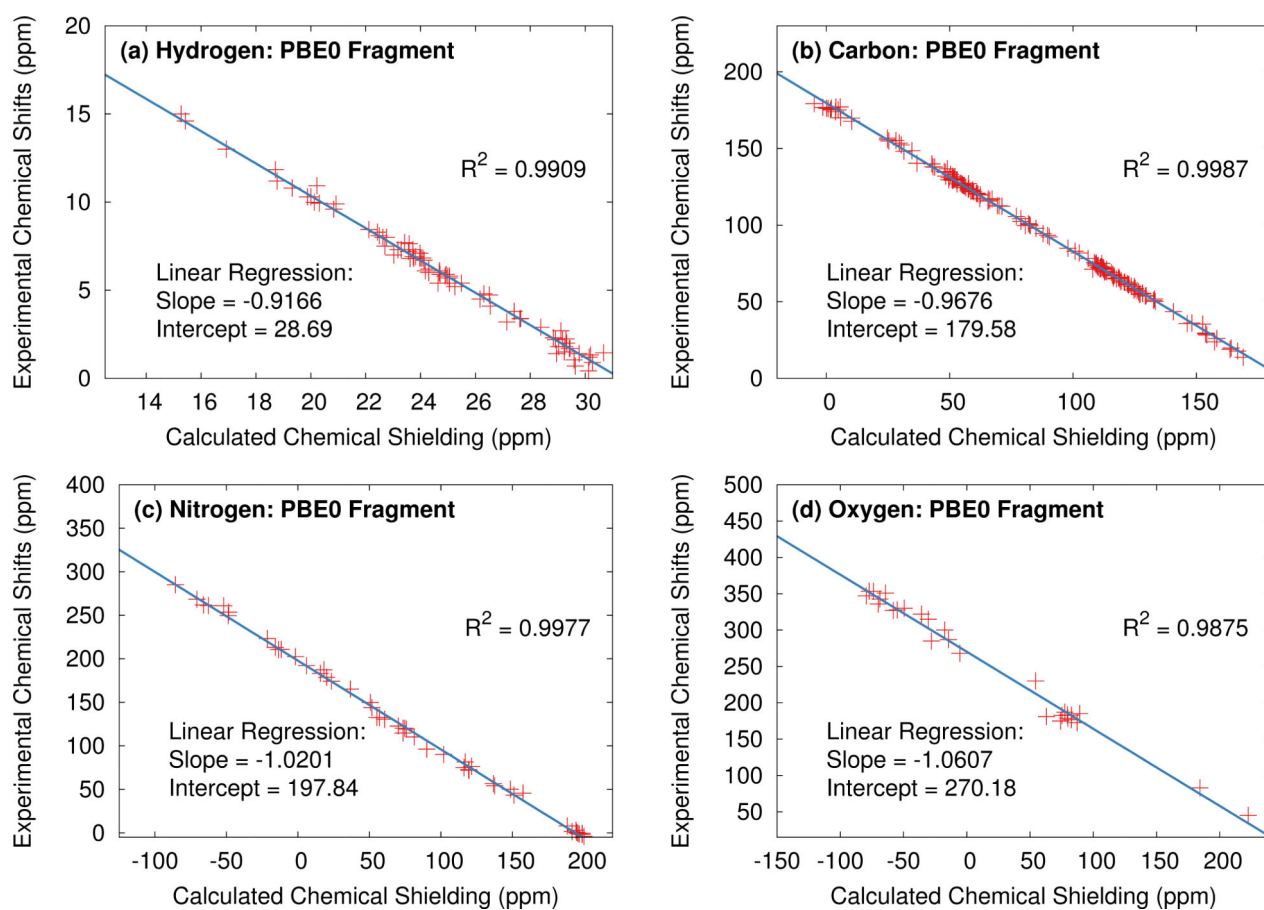 (a) Hydrogen: PBE0 Fragment
Experimental Chemical Shifts (ppm)
20
15
10
5
0
R² = 0.9909
Linear Regression:
Slope = -0.9166
Intercept = 28.69
14 16 18 20 22 24 26 28 30
Calculated Chemical Shielding (ppm)
(b) Carbon: PBE0 Fragment
Experimental Chemical Shifts (ppm)
200
150
100
50
0
R² = 0.9987
Linear Regression:
Slope = -0.9676
Intercept = 179.58
0 50 100 150
Calculated Chemical Shielding (ppm)
(c) Nitrogen: PBE0 Fragment
Experimental Chemical Shifts (ppm)
400
350
300
250
200
150
100
50
0
R² = 0.9977
Linear Regression:
Slope = -1.0201
Intercept = 197.84
-100 -50 0 50 100 150 200
Calculated Chemical Shielding (ppm)
(d) Oxygen: PBE0 Fragment
Experimental Chemical Shifts (ppm)
500
450
400
350
300
250
200
150
100
50
R² = 0.9875
Linear Regression:
Slope = -1.0607
Intercept = 270.18
-150 -100 -50 0 50 100 150 200
Calculated Chemical Shielding (ppm)